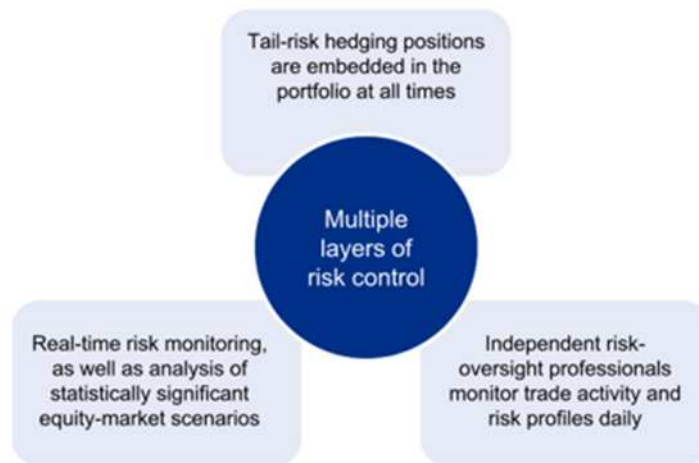 Tail-risk hedging positions
are embedded in the
portfolio at all times
Multiple
layers of
risk control
Real-time risk monitoring,
as well as analysis of
statistically significant
equity-market scenarios
Independent risk-
oversight professionals
monitor trade activity and
risk profiles daily